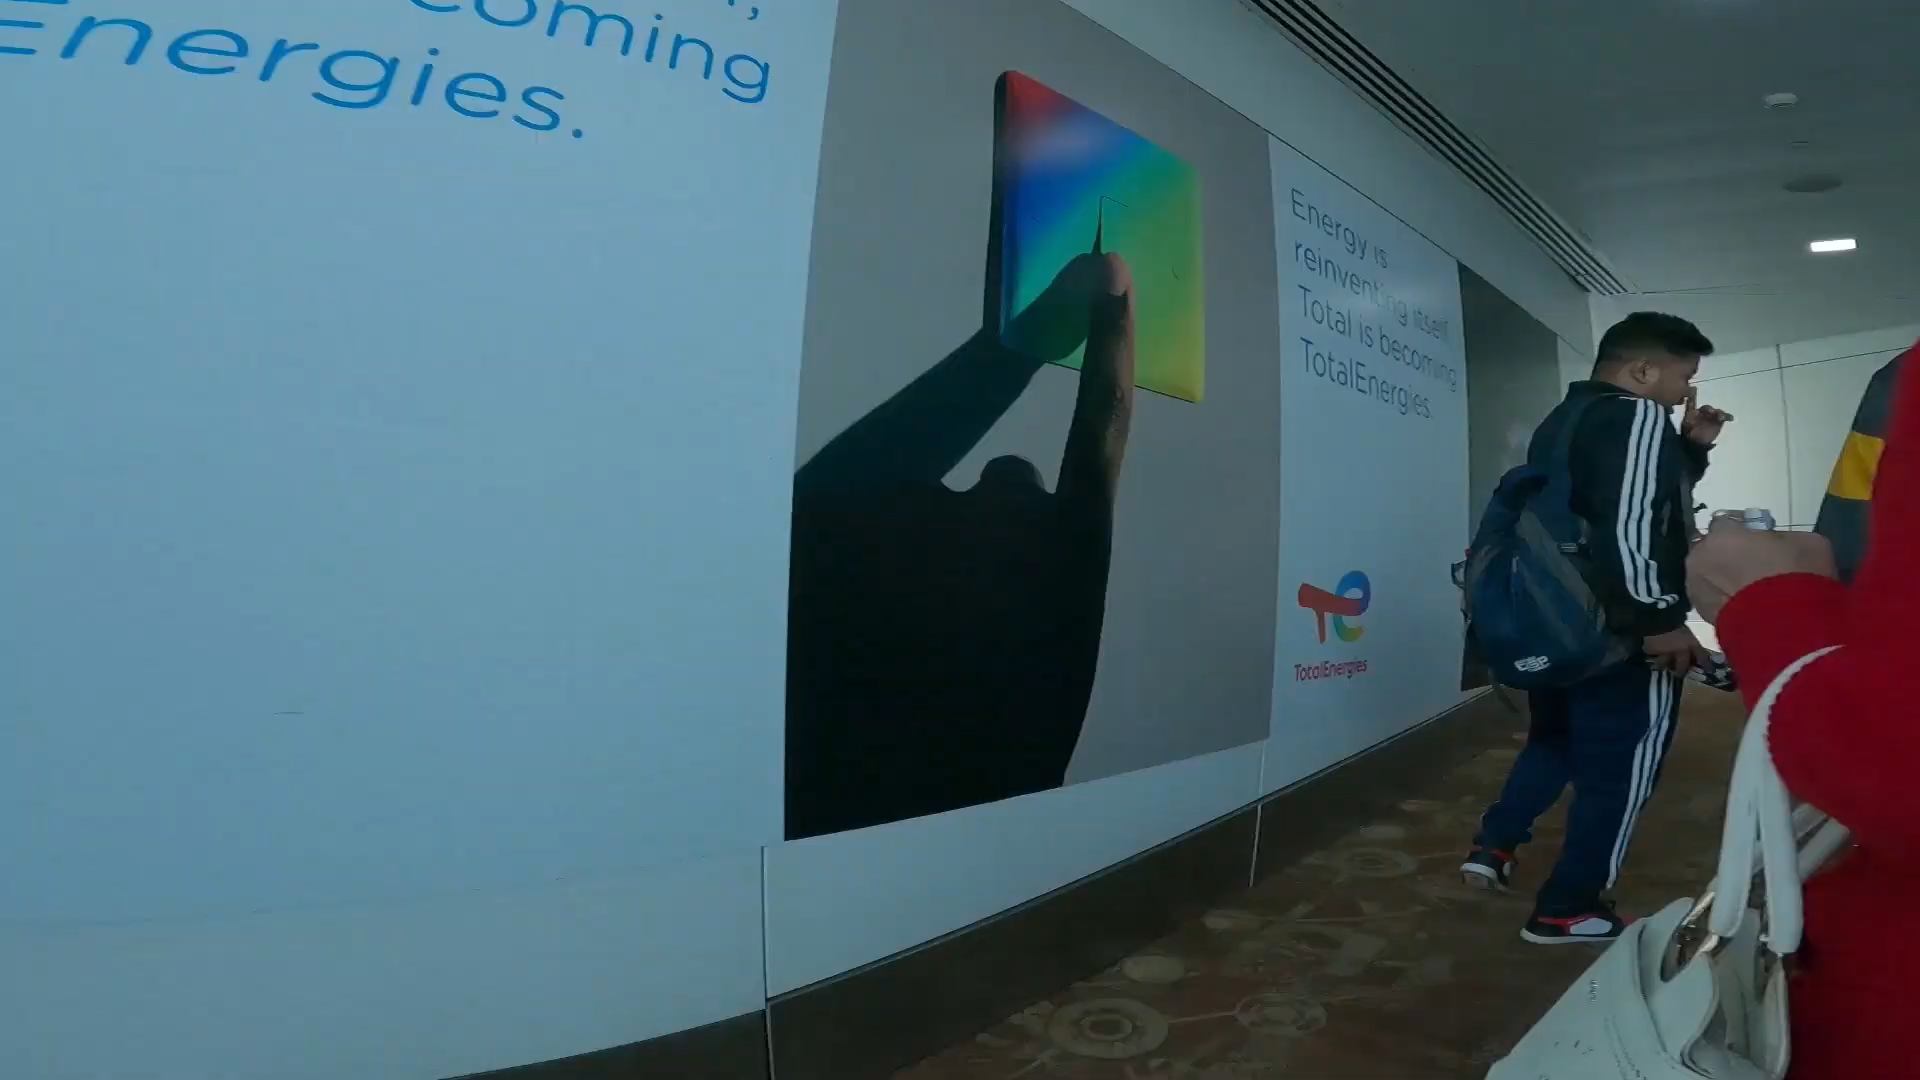 coming
Energies.
Energy is
reinventing itself
Total is becoming
TotalEnergies.
TotalEnergies